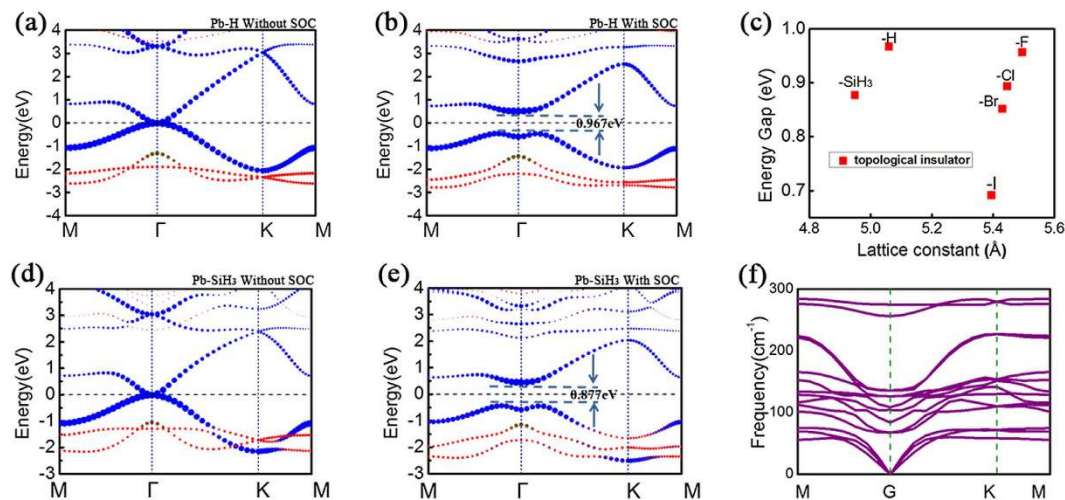 (a)
Pb-H Without SOC
Energy(eV)
4
3
2
1
0
-1
-2
-3
-4
M Γ K M
(b)
Pb-H With SOC
Energy(eV)
4
3
2
1
0
-1
-2
-3
-4
0.967eV
M Γ K M
(c)
Energy Gap (eV)
1.0
0.9
0.8
0.7
-H
-F
-SiH3
-Cl
-Br
-I
topological insulator
4.8 5.0 5.2 5.4 5.6
Lattice constant (Å)
(d)
Pb-SiH3 Without SOC
Energy(eV)
4
3
2
1
0
-1
-2
-3
M Γ K M
(e)
Pb-SiH3 With SOC
Energy(eV)
4
3
2
1
0
-1
-2
-3
0.877eV
M Γ K M
(f)
Frequency(cm-1)
300
200
100
0
M G K M